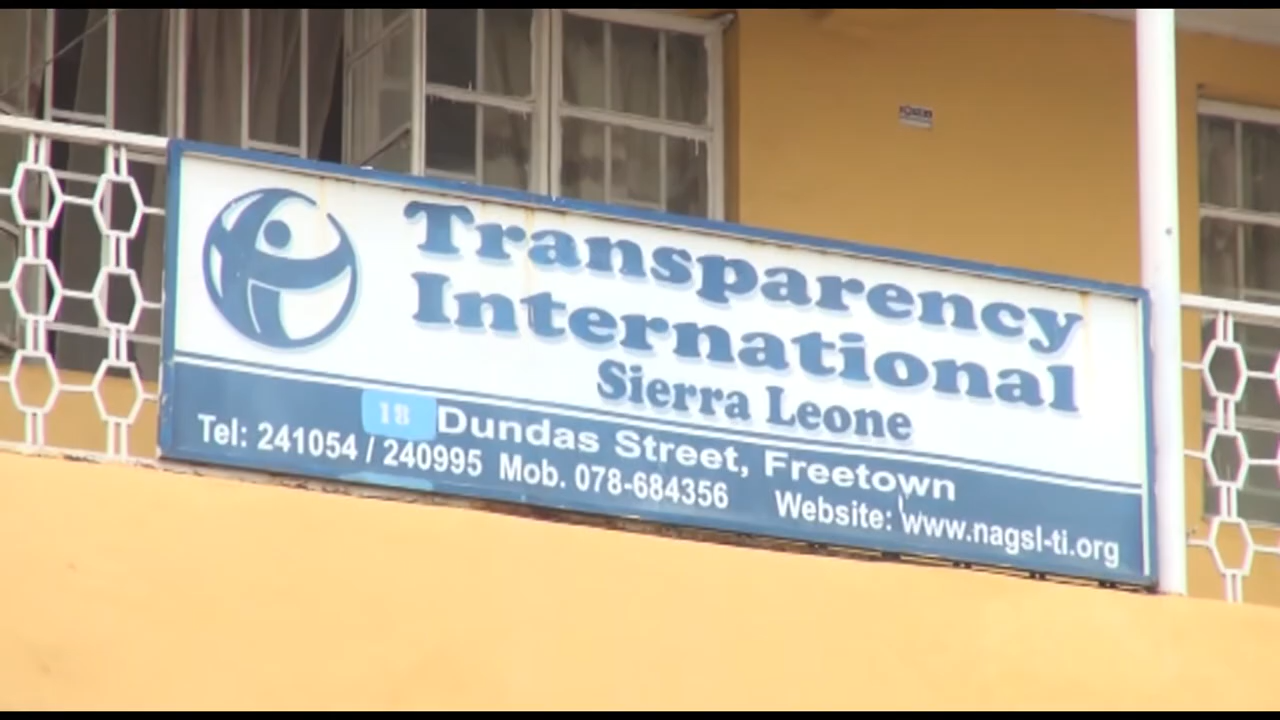 Transparency
International
Sierra Leone
18 Dundas Street, Freetown
Tel: 241054 / 240995 Mob. 078-684356 Website: www.nagsl-ti.org